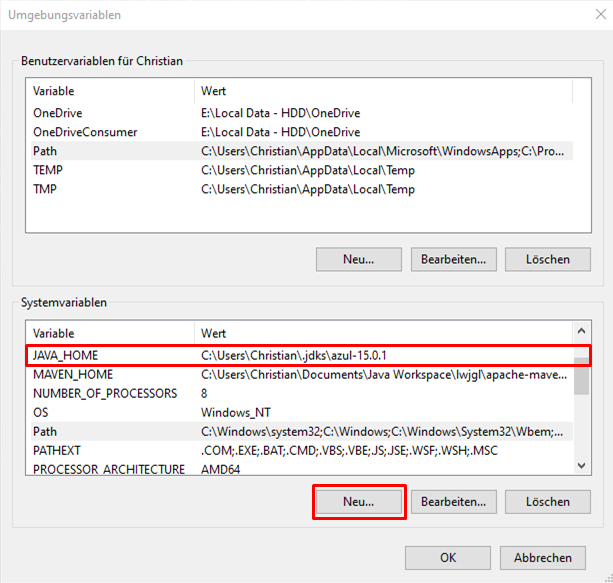 Umgebungsvariablen
Benutzervariablen für Christian
Variable Wert
OneDrive E:\Local Data - HDD\OneDrive
OneDriveConsumer E:\Local Data - HDD\OneDrive
Path C:\Users\Christian\AppData\Local\Microsoft\WindowsApps;C:\Pro...
TEMP C:\Users\Christian\AppData\Local\Temp
TMP C:\Users\Christian\AppData\Local\Temp
Neu... Bearbeiten... Löschen
Systemvariablen
Variable Wert
JAVA_HOME C:\Users\Christian\.jdks\azul-15.0.1
MAVEN_HOME C:\Users\Christian\Documents\Java Workspace\lwjgl\apache-mave...
NUMBER_OF_PROCESSORS 8
OS Windows_NT
Path C:\Windows\system32;C:\Windows;C:\Windows\System32\Wbem;...
PATHEXT .COM;.EXE;.BAT;.CMD;.VBS;.VBE;.JS;.JSE;.WSF;.WSH;.MSC
PROCESSOR_ARCHITECTURE AMD64
Neu... Bearbeiten... Löschen
OK Abbrechen